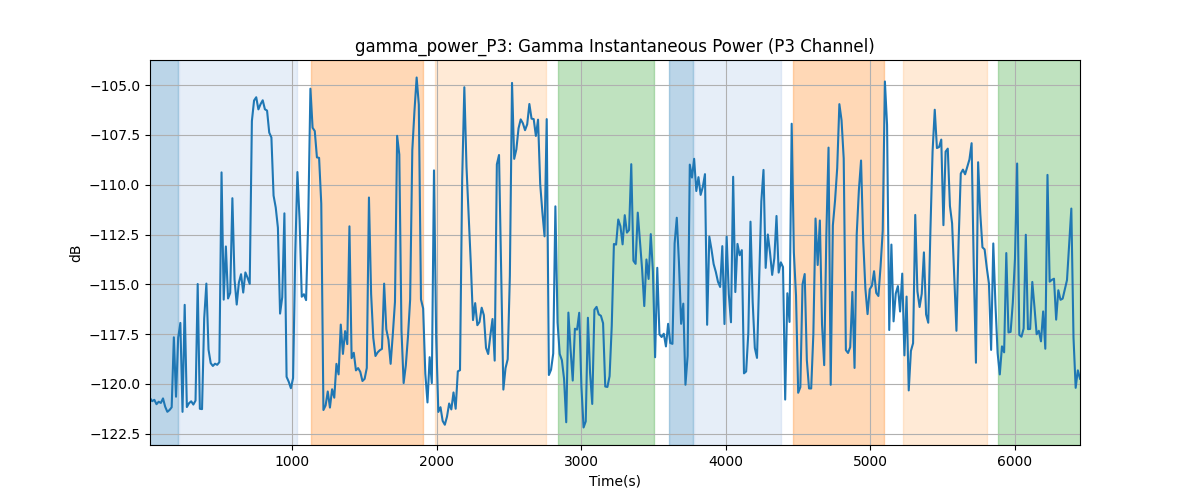 gamma_power_P3: Gamma Instantaneous Power (P3 Channel)
−105.0
−107.5
−110.0
−112.5
−115.0
−117.5
−120.0
−122.5
dB
1000 2000 3000 4000 5000 6000
Time(s)